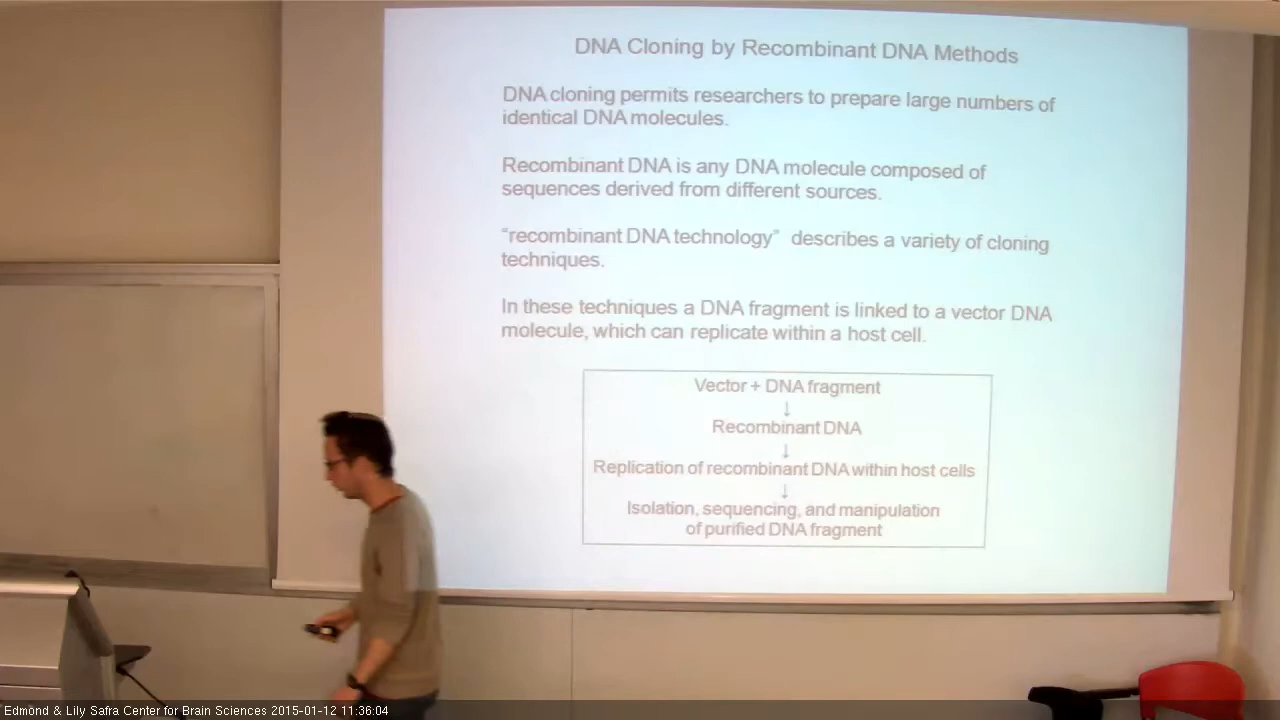 DNA Cloning by Recombinant DNA Methods
DNA cloning permits researchers to prepare large numbers of
identical DNA molecules.
Recombinant DNA is any DNA molecule composed of
sequences derived from different sources.
“recombinant DNA technology” describes a variety of cloning
techniques.
In these techniques a DNA fragment is linked to a vector DNA
molecule, which can replicate within a host cell.
Vector + DNA fragment
↓
Recombinant DNA
↓
Replication of recombinant DNA within host cells
↓
Isolation, sequencing, and manipulation
of purified DNA fragment
Edmond & Lily Safra Center for Brain Sciences 2015-01-12 11:36:04